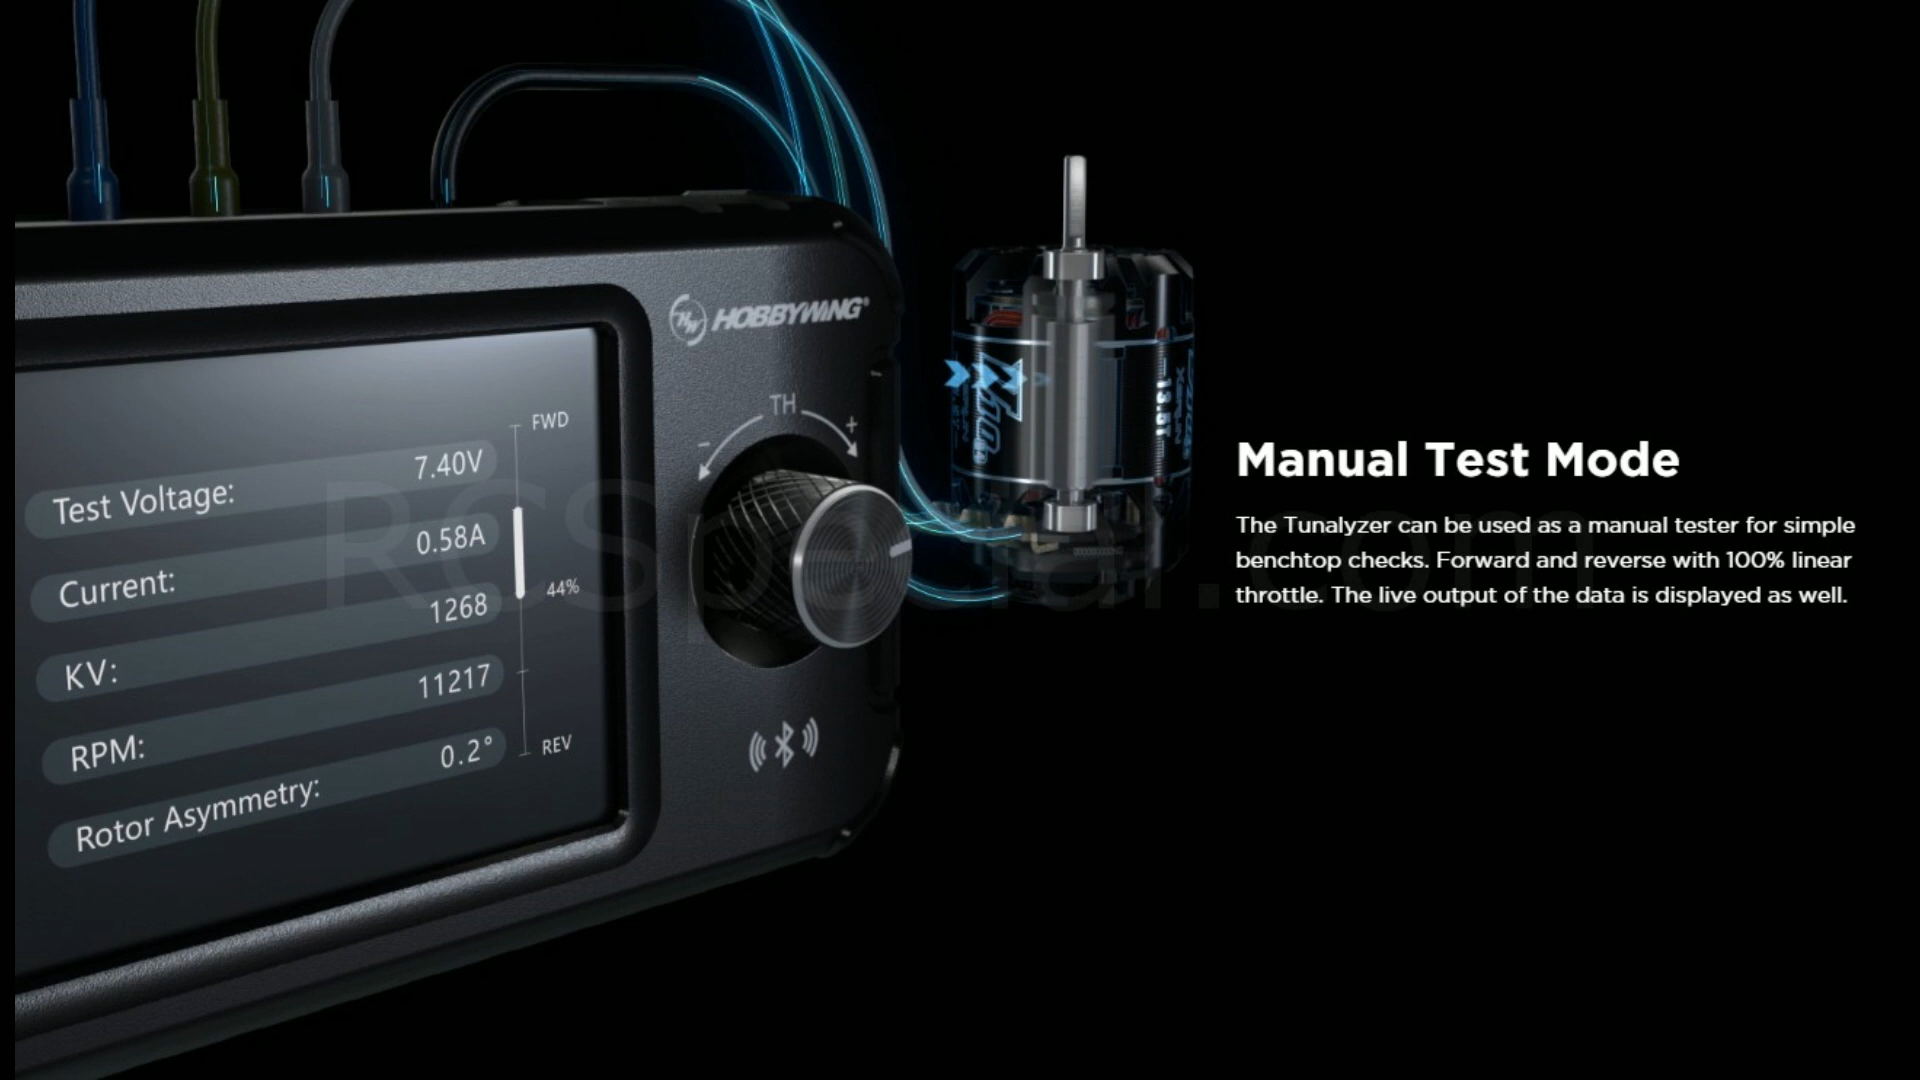 HOBBYWING®
TH
- +
FWD
Test Voltage: 7.40V
Current: 0.58A
44%
KV: 1268
RPM: 11217
REV
Rotor Asymmetry: 0.2°
13.5T
Manual Test Mode
The Tunalyzer can be used as a manual tester for simple
benchtop checks. Forward and reverse with 100% linear
throttle. The live output of the data is displayed as well.
RCSpecial.com